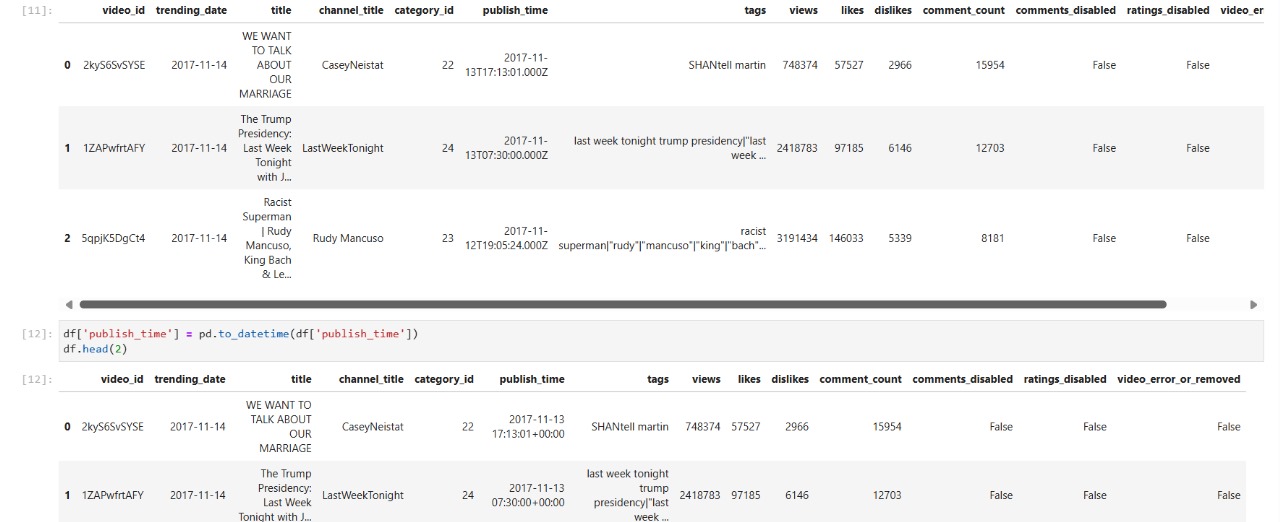 [11]: video_id trending_date title channel_title category_id publish_time tags views likes dislikes comment_count comments_disabled ratings_disabled video_er
WE WANT
TO TALK
0 2kyS6SvSYSE 2017-11-14 ABOUT CaseyNeistat 22 2017-11- SHANtell martin 748374 57527 2966 15954 False False
OUR 13T17:13:01.000Z
MARRIAGE
The Trump
Presidency:
1 1ZAPwfrtAFY 2017-11-14 Last Week LastWeekTonight 24 2017-11- last week tonight trump presidency|"last 2418783 97185 6146 12703 False False
Tonight 13T07:30:00.000Z week ...
with J...
Racist
Superman
| Rudy
2 5qpjK5DgCt4 2017-11-14 Mancuso, Rudy Mancuso 23 2017-11- racist 3191434 146033 5339 8181 False False
King Bach 12T19:05:24.000Z superman|"rudy"|"mancuso"|"king"|"bach"...
& Le...
[12]: df['publish_time'] = pd.to_datetime(df['publish_time'])
df.head(2)
[12]: video_id trending_date title channel_title category_id publish_time tags views likes dislikes comment_count comments_disabled ratings_disabled video_error_or_removed
WE WANT TO
0 2kyS6SvSYSE 2017-11-14 TALK ABOUT CaseyNeistat 22 2017-11-13 SHANtell martin 748374 57527 2966 15954 False False False
OUR 17:13:01+00:00
MARRIAGE
The Trump last week tonight
1 1ZAPwfrtAFY 2017-11-14 Presidency: LastWeekTonight 24 2017-11-13 trump 2418783 97185 6146 12703 False False False
Last Week 07:30:00+00:00 presidency|"last
Tonight with J... week ...